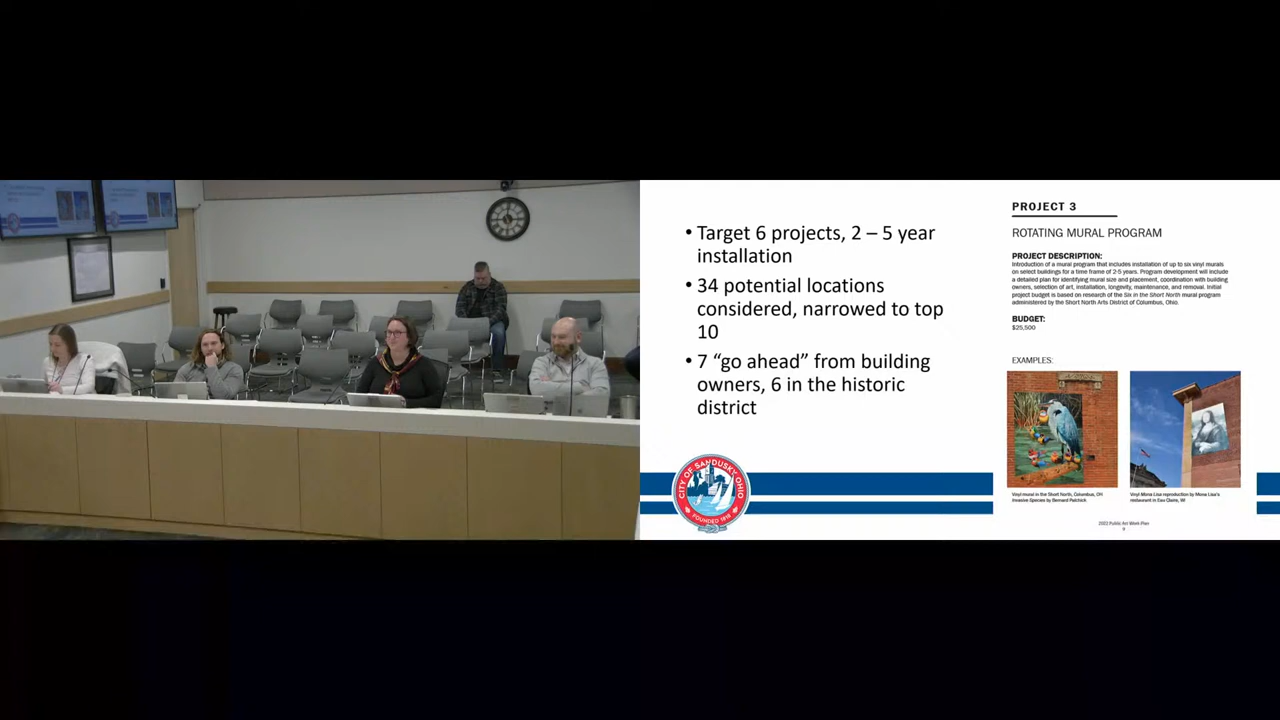 • Target 6 projects, 2 – 5 year
installation
• 34 potential locations
considered, narrowed to top
10
• 7 “go ahead” from building
owners, 6 in the historic
district
CITY OF SANDUSKY, OHIO
FOUNDED 1818
PROJECT 3
ROTATING MURAL PROGRAM
PROJECT DESCRIPTION:
Introduction of a mural program that includes installation of up to six vinyl murals
on select buildings for a time frame of 2-5 years. Program development will include
a detailed plan for identifying mural size and placement, coordination with building
owners, selection of art, installation, longevity, maintenance, and removal. Initial
project budget is based on research of the Six in the Short North mural program
administered by the Short North Arts District of Columbus, Ohio.
BUDGET:
$25,500
EXAMPLES:
Vinyl mural in the Short North, Columbus, OH
Invasive Species by Bernard Palchick
Vinyl Mona Lisa reproduction by Mona Lisa's
restaurant in Eau Claire, WI
2022 Public Art Work Plan
9